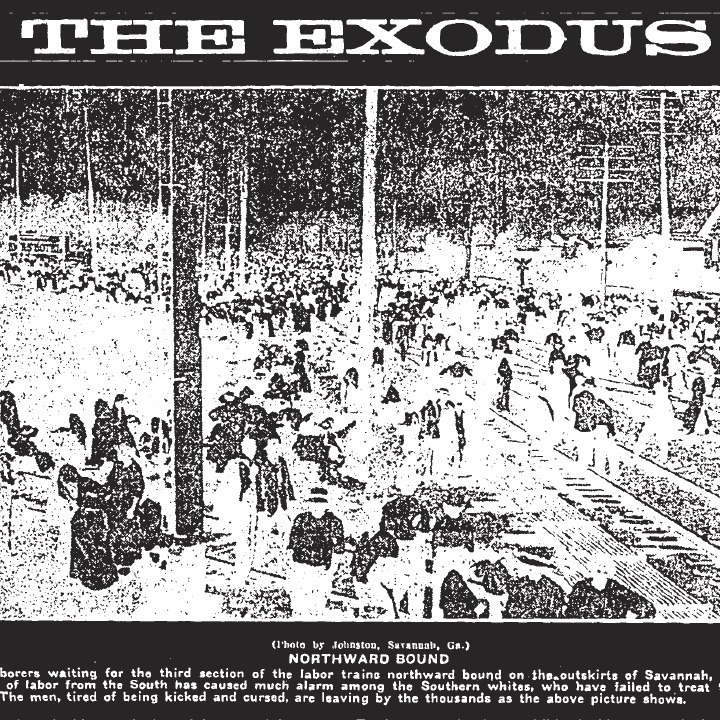 THE EXODUS
(Photo by Johnston, Savannah, Ga.)
NORTHWARD BOUND
borers waiting for the third section of the labor trains northward bound on the outskirts of Savannah,
of labor from the South has caused much alarm among the Southern whites, who have failed to treat
The men, tired of being kicked and cursed, are leaving by the thousands as the above picture shows.